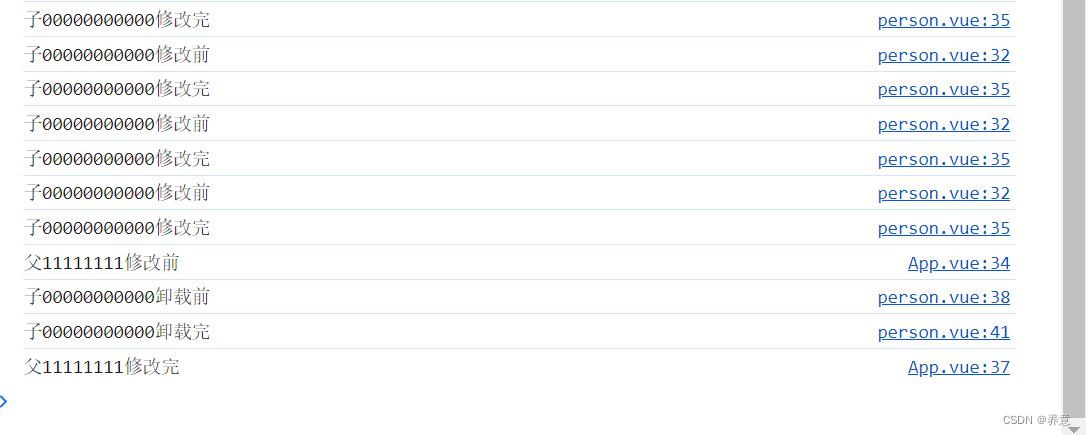 子00000000000修改完 person.vue:35
子00000000000修改前 person.vue:32
子00000000000修改完 person.vue:35
子00000000000修改前 person.vue:32
子00000000000修改完 person.vue:35
子00000000000修改前 person.vue:32
子00000000000修改完 person.vue:35
父11111111修改前 App.vue:34
子00000000000卸载前 person.vue:38
子00000000000卸载完 person.vue:41
父11111111修改完 App.vue:37
CSDN @养意